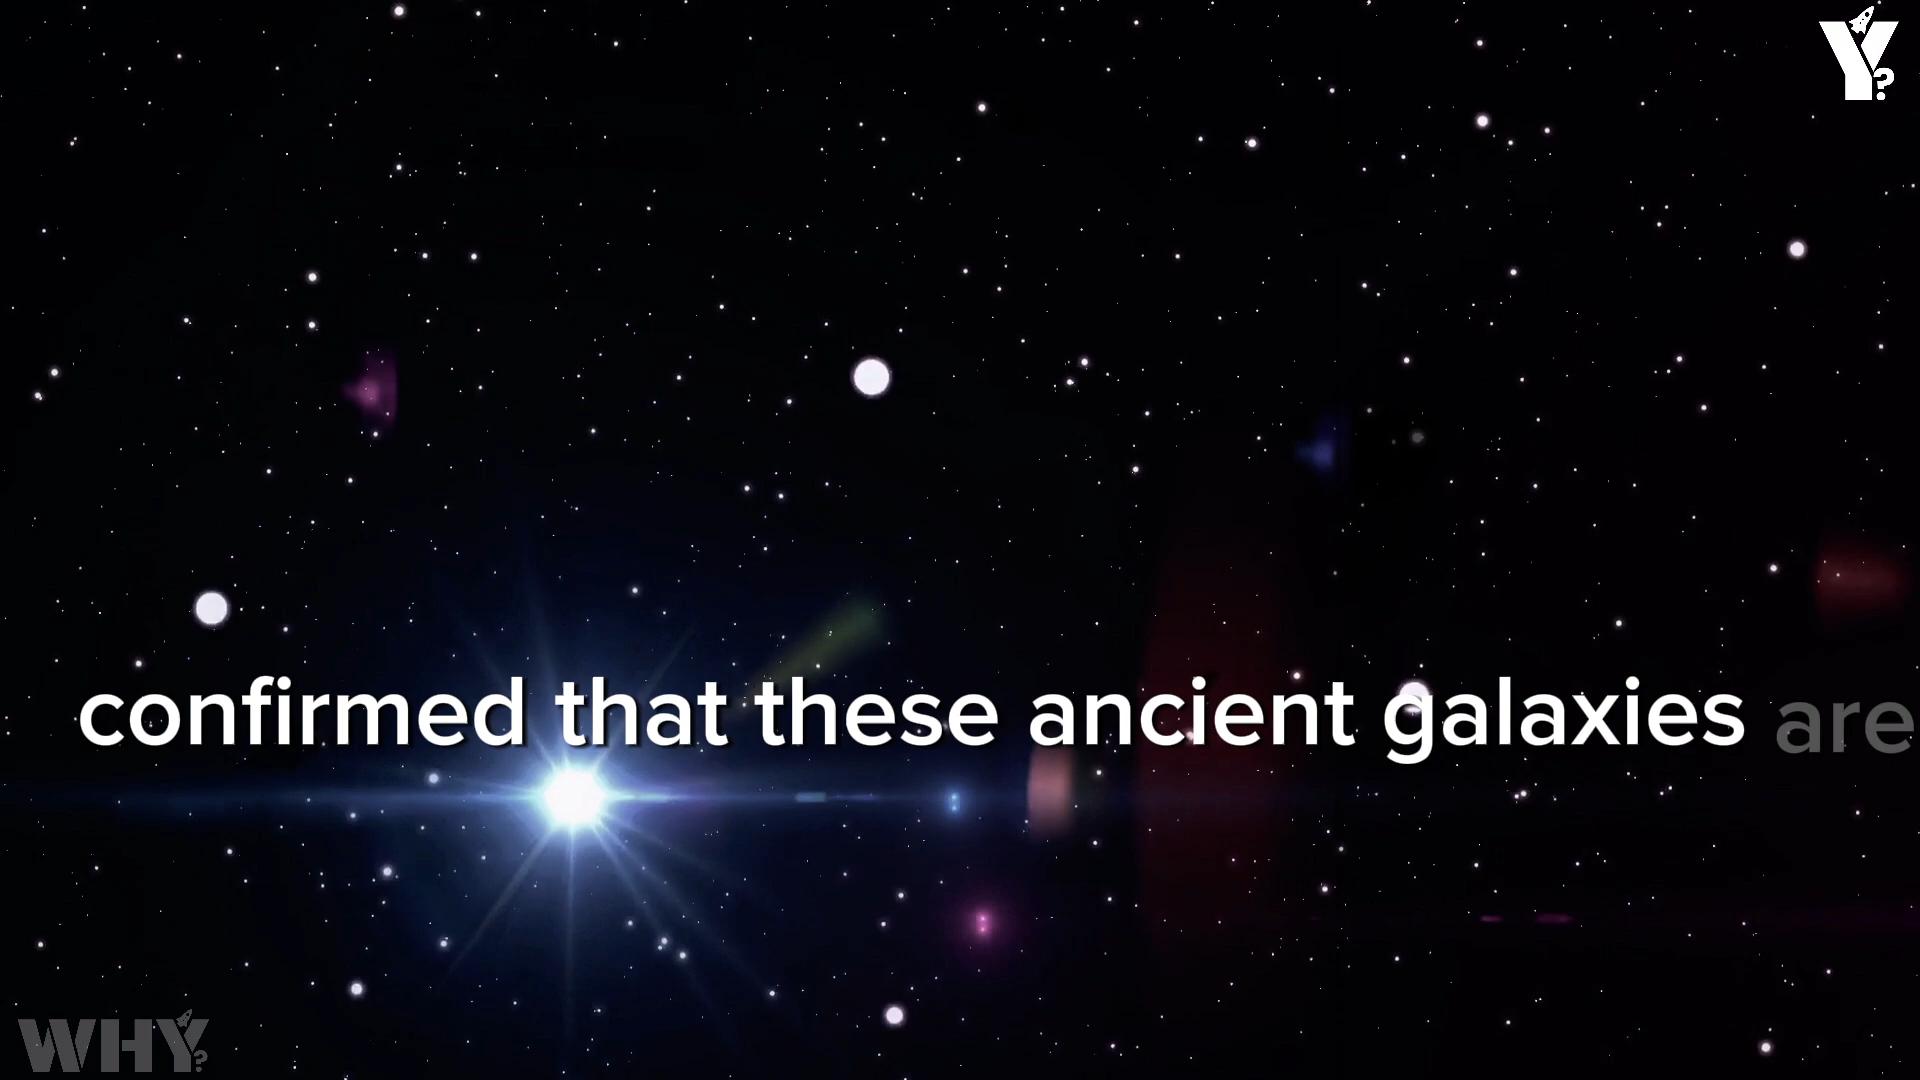 Y?
confirmed that these ancient galaxies are
WHY?